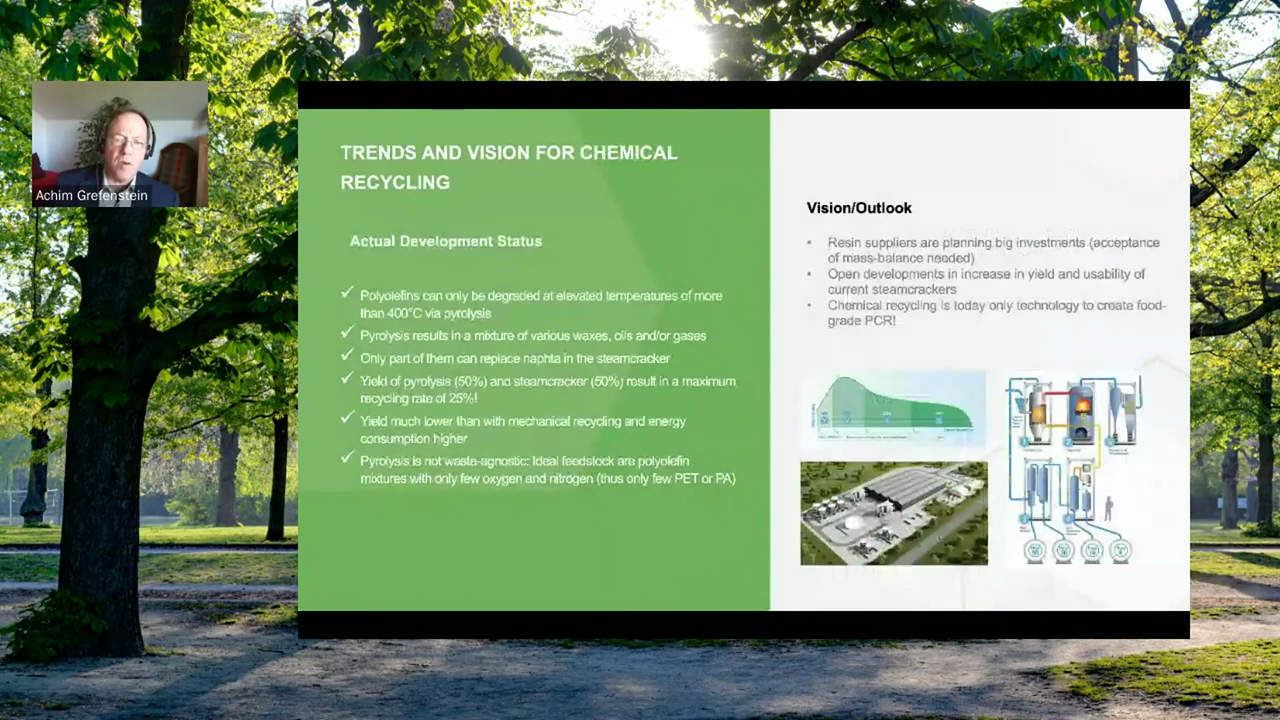 Achim Grefenstein
TRENDS AND VISION FOR CHEMICAL
RECYCLING
Actual Development Status
Polyolefins can only be degraded at elevated temperatures of more
than 400°C via pyrolysis
Pyrolysis results in a mixture of various waxes, oils and/or gases
Only part of them can replace naphta in the steamcracker
Yield of pyrolysis (50%) and steamcracker (50%) result in a maximum
recycling rate of 25%!
Yield much lower than with mechanical recycling and energy
consumption higher
Pyrolysis is not waste-agnostic: Ideal feedstock are polyolefin
mixtures with only few oxygen and nitrogen (thus only few PET or PA)
Vision/Outlook
Resin suppliers are planning big investments (acceptance
of mass-balance needed)
Open developments in increase in yield and usability of
current steamcrackers
Chemical recycling is today only technology to create food-
grade PCR!